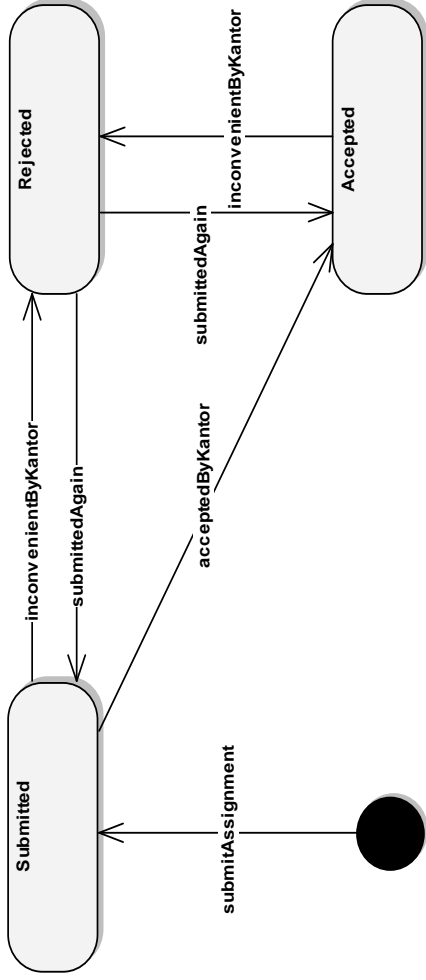 Submitted
inconvenientByKantor
Rejected
submittedAgain
acceptedByKantor
submittedAgain
inconvenientByKantor
submitAssignment
Accepted